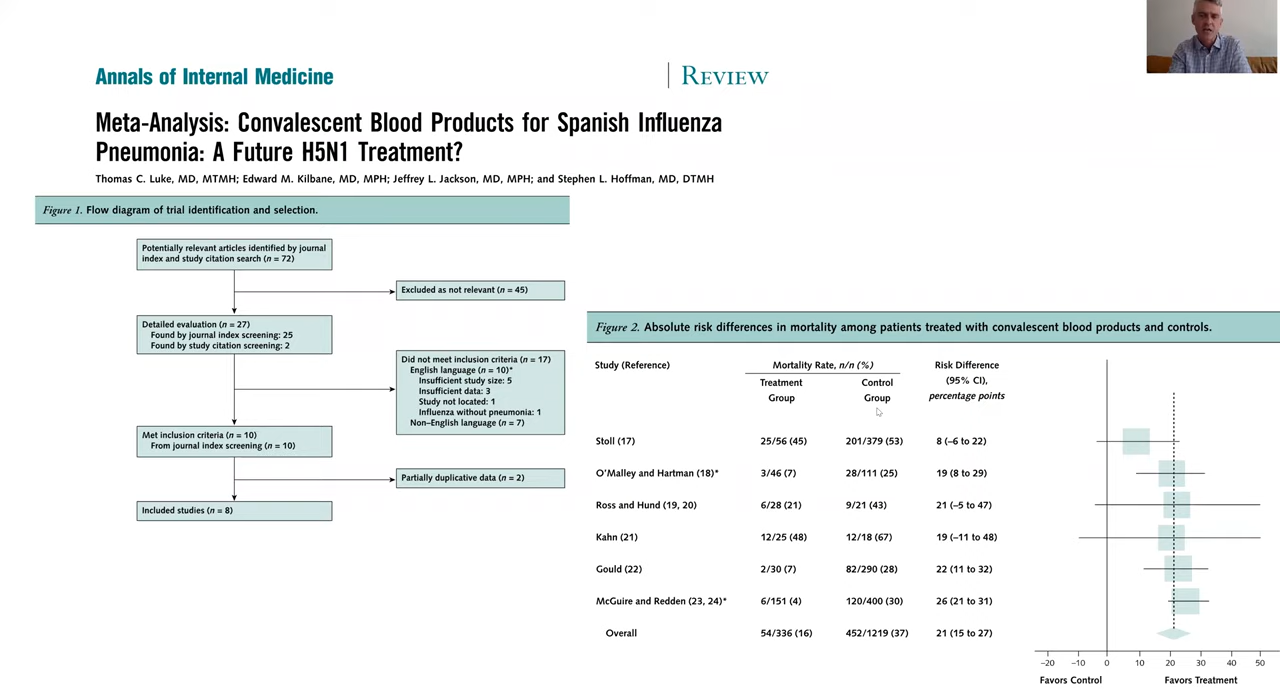 Annals of Internal Medicine
REVIEW
Meta-Analysis: Convalescent Blood Products for Spanish Influenza
Pneumonia: A Future H5N1 Treatment?
Thomas C. Luke, MD, MTMH; Edward M. Kilbane, MD, MPH; Jeffrey L. Jackson, MD, MPH; and Stephen L. Hoffman, MD, DTMH
Figure 1. Flow diagram of trial identification and selection.
Potentially relevant articles identified by journal
index and study citation search (n = 72)
Excluded as not relevant (n = 45)
Detailed evaluation (n = 27)
Found by journal index screening: 25
Found by study citation screening: 2
Did not meet inclusion criteria (n = 17)
English language (n = 10)*
Insufficient study size: 5
Insufficient data: 3
Study not located: 1
Influenza without pneumonia: 1
Non–English language (n = 7)
Met inclusion criteria (n = 10)
From journal index screening (n = 10)
Partially duplicative data (n = 2)
Included studies (n = 8)
Figure 2. Absolute risk differences in mortality among patients treated with convalescent blood products and controls.
Study (Reference) Mortality Rate, n/n (%) Risk Difference
(95% CI),
percentage points
Treatment Control
Group Group
Stoll (17) 25/56 (45) 201/379 (53) 8 (–6 to 22)
O'Malley and Hartman (18)* 3/46 (7) 28/111 (25) 19 (8 to 29)
Ross and Hund (19, 20) 6/28 (21) 9/21 (43) 21 (–5 to 47)
Kahn (21) 12/25 (48) 12/18 (67) 19 (–11 to 48)
Gould (22) 2/30 (7) 82/290 (28) 22 (11 to 32)
McGuire and Redden (23, 24)* 6/151 (4) 120/400 (30) 26 (21 to 31)
Overall 54/336 (16) 452/1219 (37) 21 (15 to 27)
–20 –10 0 10 20 30 40 50
Favors Control Favors Treatment